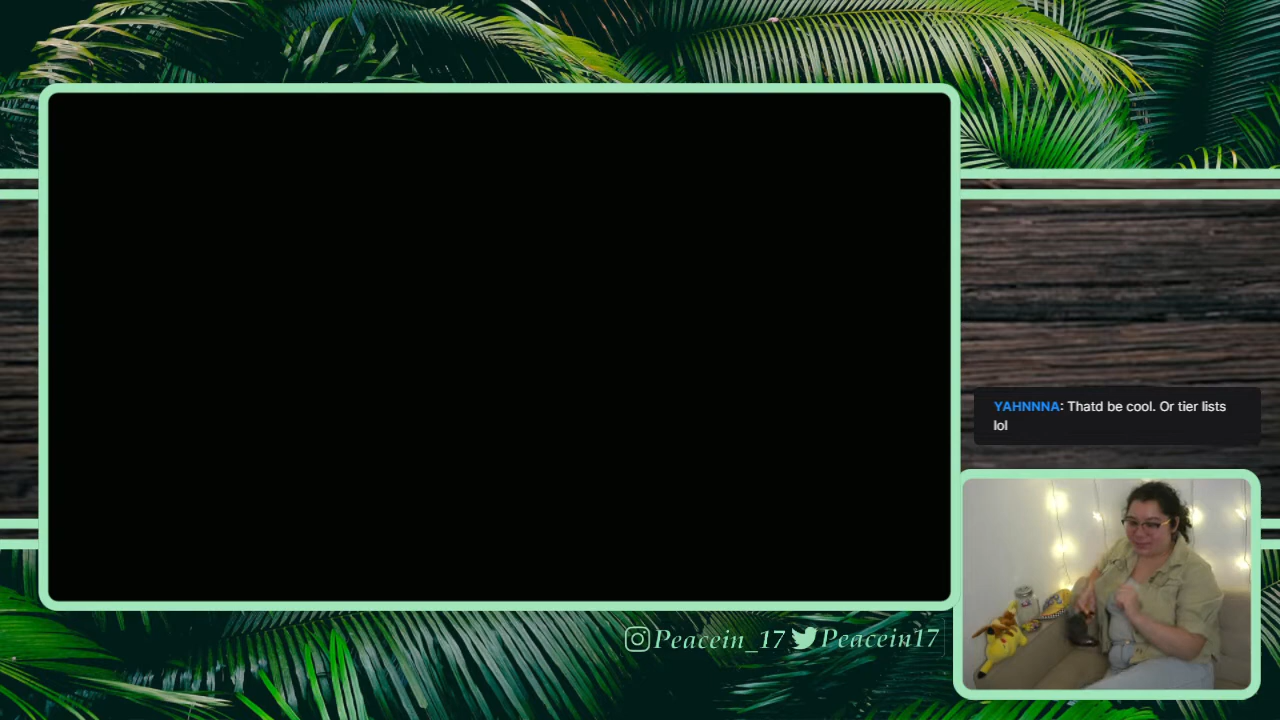 YAHNNNA: Thatd be cool. Or tier lists
lol
Peacein_17 Peacein17